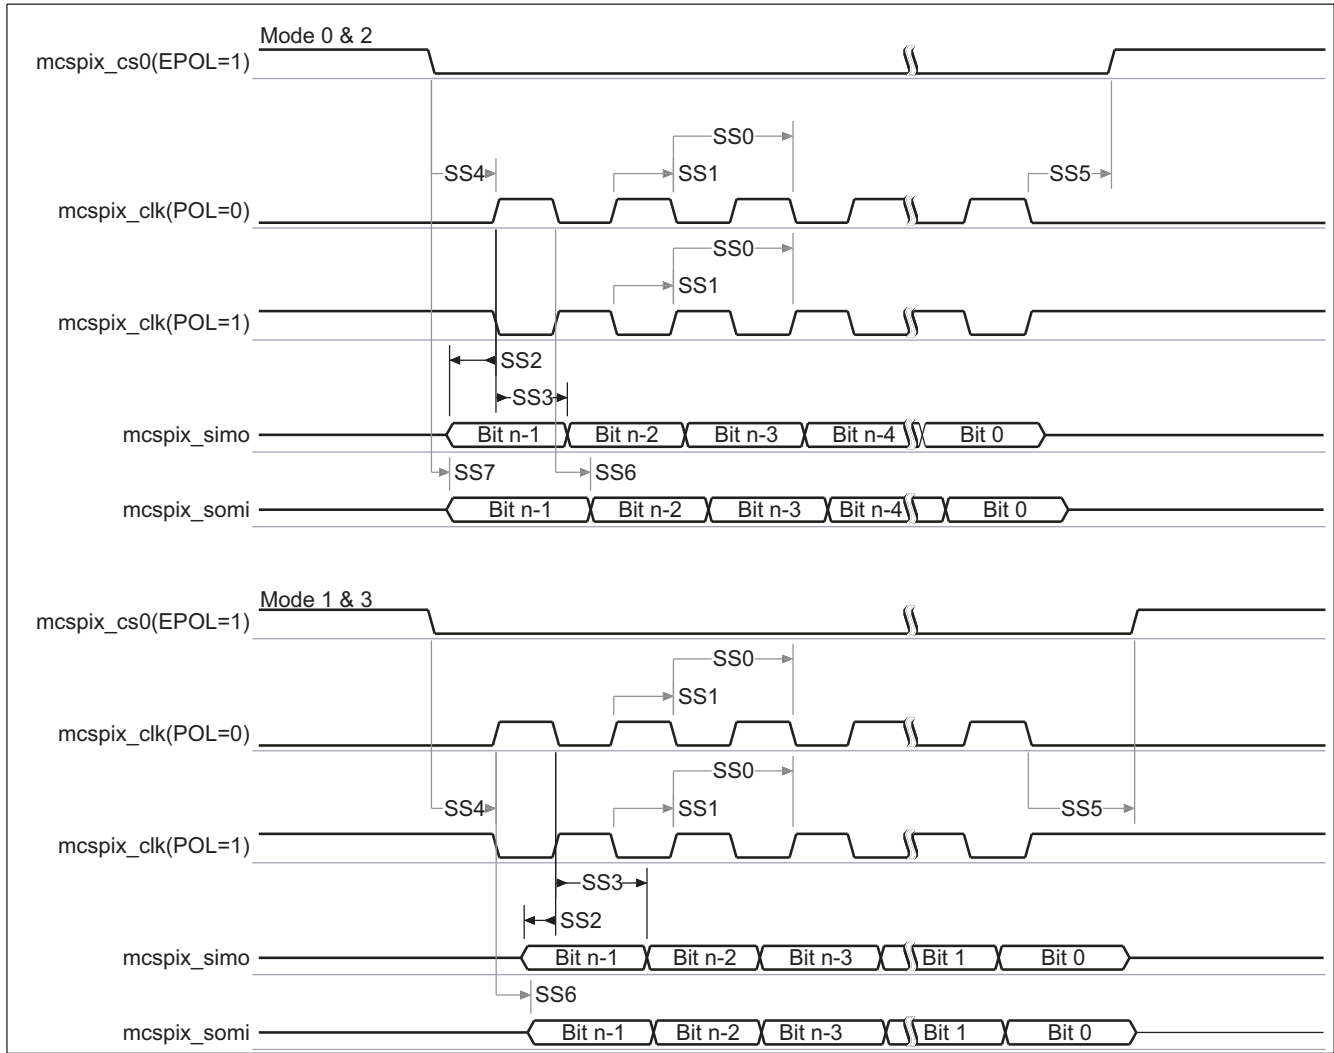 Mode 0 & 2
mcspix_cs0(EPOL=1)
SS0
SS4
SS1
SS5
mcspix_clk(POL=0)
SS0
SS1
mcspix_clk(POL=1)
SS2
SS3
mcspix_simo
Bit n-1 Bit n-2 Bit n-3 Bit n-4 Bit 0
SS7 SS6
mcspix_somi
Bit n-1 Bit n-2 Bit n-3 Bit n-4 Bit 0
Mode 1 & 3
mcspix_cs0(EPOL=1)
SS0
SS1
mcspix_clk(POL=0)
SS0
SS4
SS1
SS5
mcspix_clk(POL=1)
SS3
SS2
mcspix_simo
Bit n-1 Bit n-2 Bit n-3 Bit 1 Bit 0
SS6
mcspix_somi
Bit n-1 Bit n-2 Bit n-3 Bit 1 Bit 0